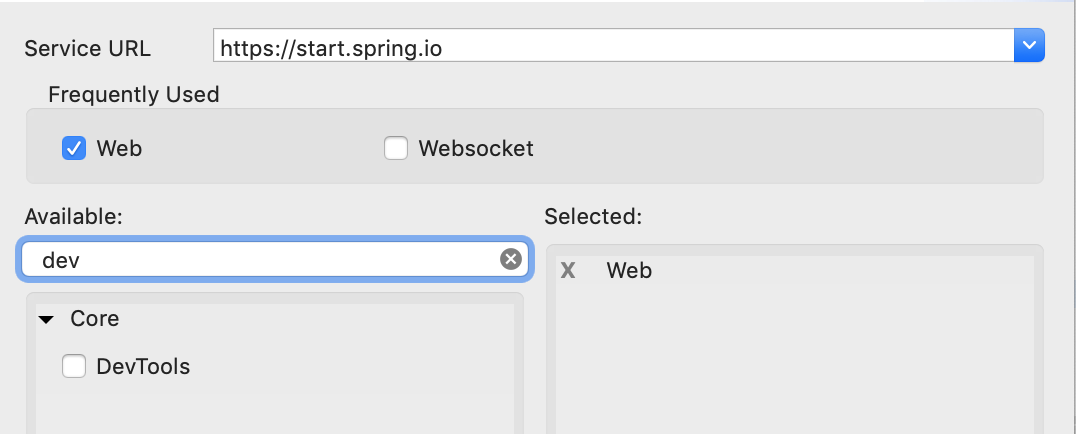 Service URL https://start.spring.io
Frequently Used
Web Websocket
Available: Selected:
dev
X Web
Core
DevTools